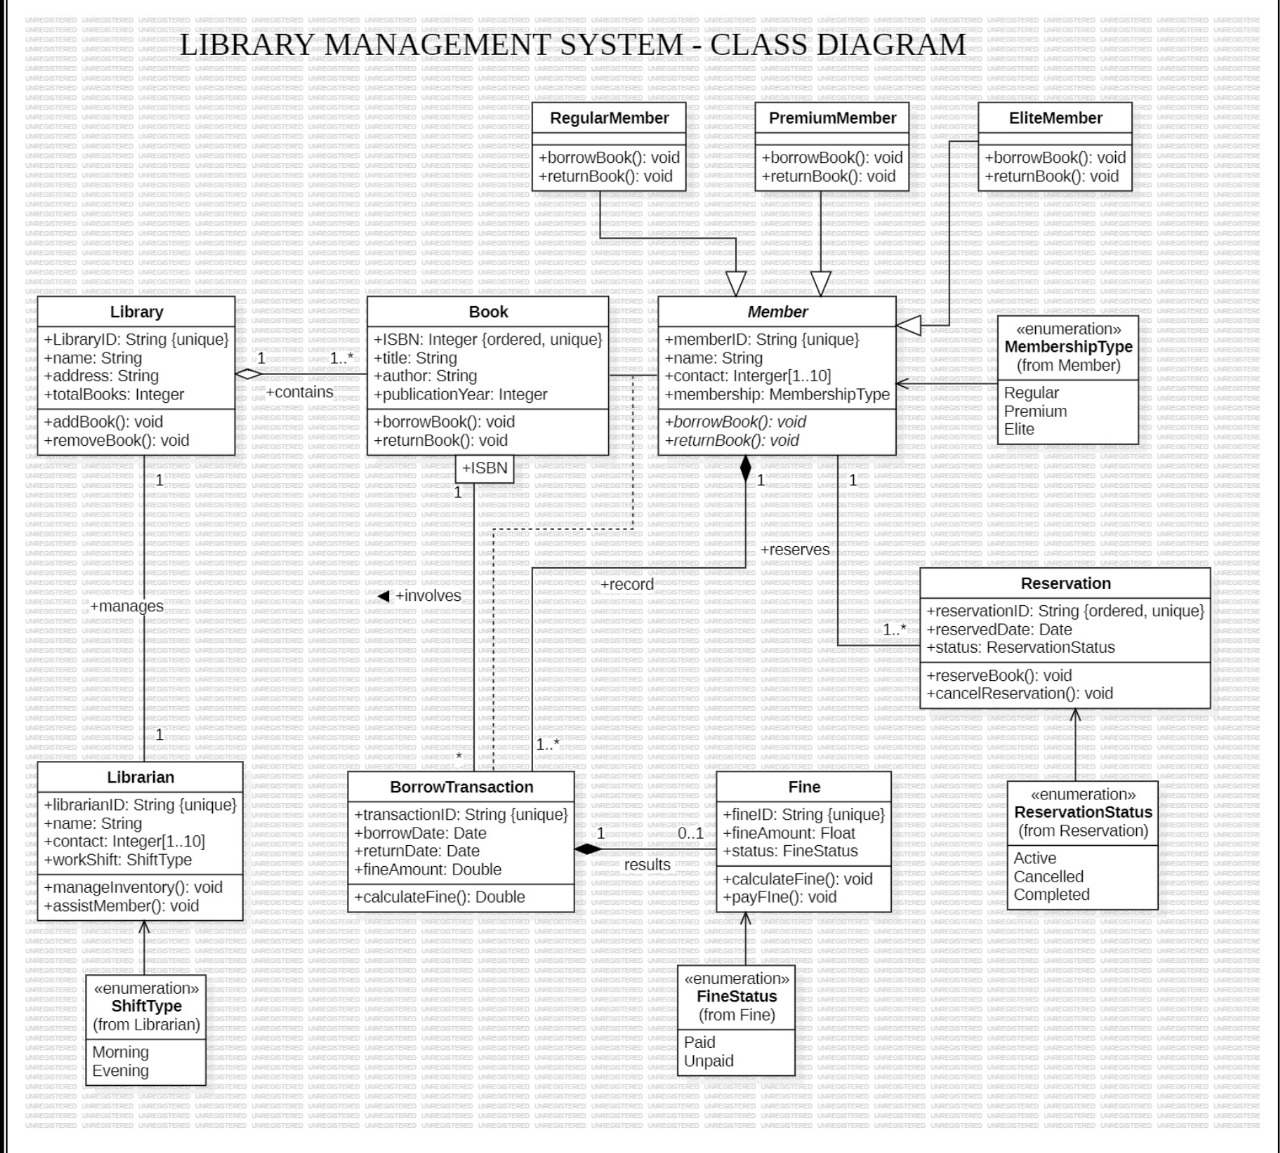 LIBRARY MANAGEMENT SYSTEM - CLASS DIAGRAM
RegularMember
+borrowBook(): void
+returnBook(): void
PremiumMember
+borrowBook(): void
+returnBook(): void
EliteMember
+borrowBook(): void
+returnBook(): void
Library
+LibraryID: String {unique}
+name: String
+address: String
+totalBooks: Integer
+addBook(): void
+removeBook(): void
1
1..*
+contains
Book
+ISBN: Integer {ordered, unique}
+title: String
+author: String
+publicationYear: Integer
+borrowBook(): void
+returnBook(): void
+ISBN
1
Member
+memberID: String {unique}
+name: String
+contact: Interger[1..10]
+membership: MembershipType
+borrowBook(): void
+returnBook(): void
«enumeration»
MembershipType
(from Member)
Regular
Premium
Elite
1
1
1
+reserves
+record
◄ +involves
+manages
1..*
Reservation
+reservationID: String {ordered, unique}
+reservedDate: Date
+status: ReservationStatus
+reserveBook(): void
+cancelReservation(): void
1
*
1..*
Librarian
+librarianID: String {unique}
+name: String
+contact: Integer[1..10]
+workShift: ShiftType
+manageInventory(): void
+assistMember(): void
BorrowTransaction
+transactionID: String {unique}
+borrowDate: Date
+returnDate: Date
+fineAmount: Double
+calculateFine(): Double
1
0..1
results
Fine
+fineID: String {unique}
+fineAmount: Float
+status: FineStatus
+calculateFine(): void
+payFIne(): void
«enumeration»
ReservationStatus
(from Reservation)
Active
Cancelled
Completed
«enumeration»
ShiftType
(from Librarian)
Morning
Evening
«enumeration»
FineStatus
(from Fine)
Paid
Unpaid